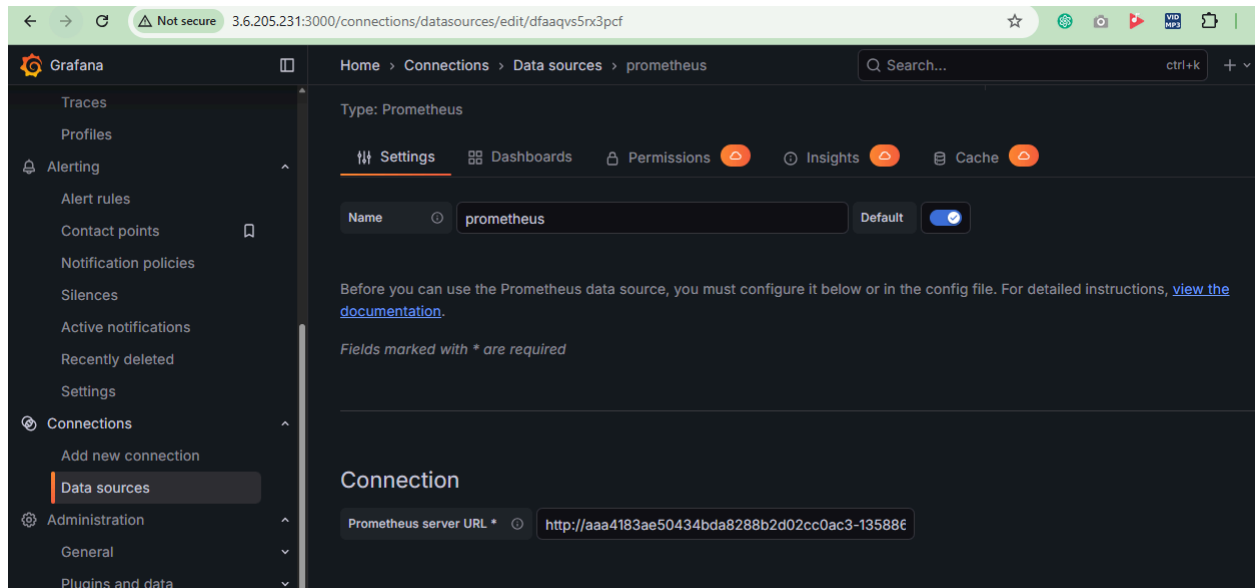 Not secure 3.6.205.231:3000/connections/datasources/edit/dfaaqvs5rx3pcf
VID
MP3
Grafana
Home › Connections › Data sources › prometheus
Search... ctrl+k
Traces
Profiles
Alerting
Alert rules
Contact points
Notification policies
Silences
Active notifications
Recently deleted
Settings
Connections
Add new connection
Data sources
Administration
General
Plugins and data
Type: Prometheus
Settings Dashboards Permissions Insights Cache
Name prometheus Default
Before you can use the Prometheus data source, you must configure it below or in the config file. For detailed instructions, view the
documentation.
Fields marked with * are required
Connection
Prometheus server URL * http://aaa4183ae50434bda8288b2d02cc0ac3-135886